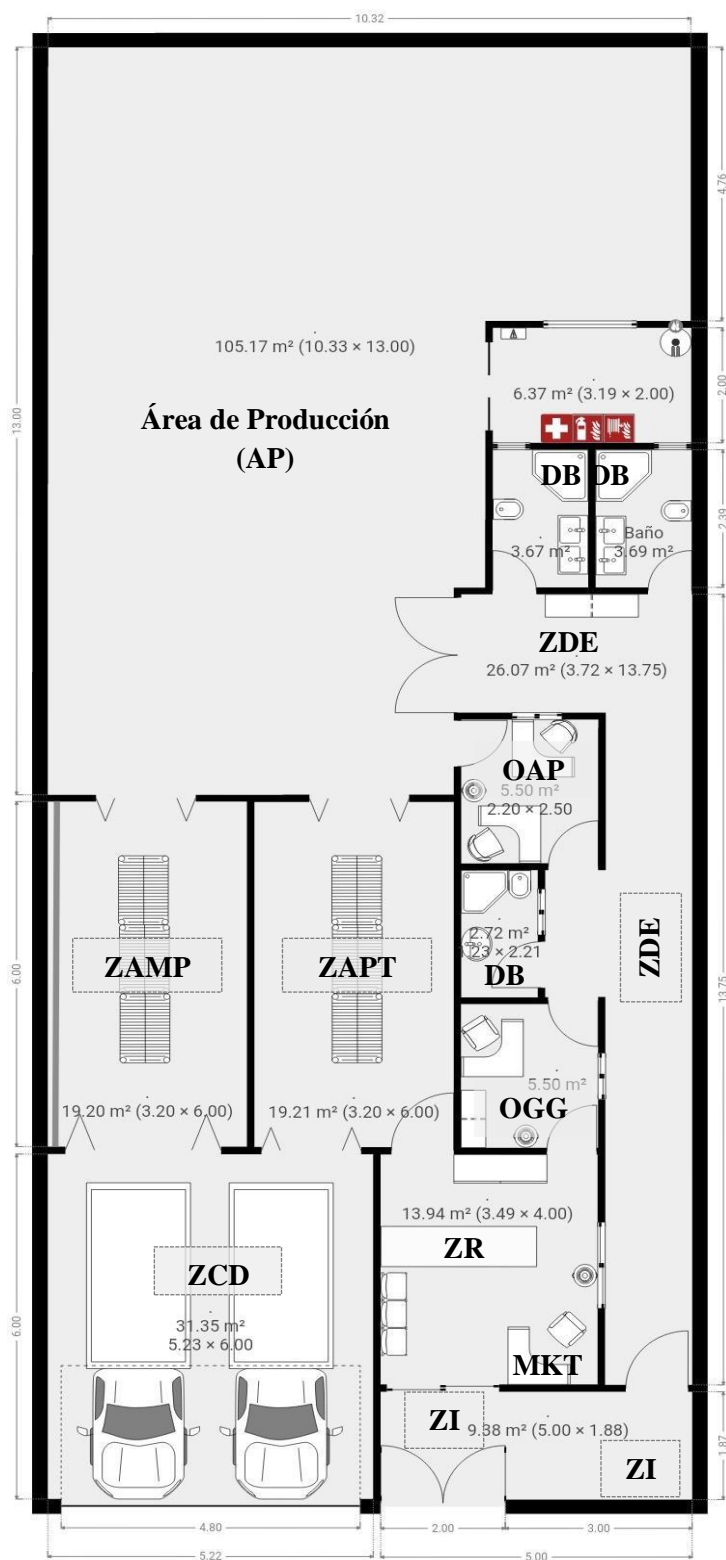 10.32
4.76
105.17 m² (10.33 × 13.00)
Área de Producción
(AP)
13.00
6.37 m² (3.19 × 2.00)
2.00
DB
DB
3.67 m²
Baño
3.69 m²
2.39
ZDE
26.07 m² (3.72 × 13.75)
OAP
5.50 m²
2.20 × 2.50
ZAMP
ZAPT
2.72 m²
23 × 2.21
DB
ZDE
13.75
6.00
5.50 m²
OGG
19.20 m² (3.20 × 6.00)
19.21 m² (3.20 × 6.00)
13.94 m² (3.49 × 4.00)
ZR
ZCD
31.35 m²
5.23 × 6.00
6.00
MKT
ZI
9.38 m² (5.00 × 1.88)
ZI
1.87
4.80
2.00
3.00
5.22
5.00